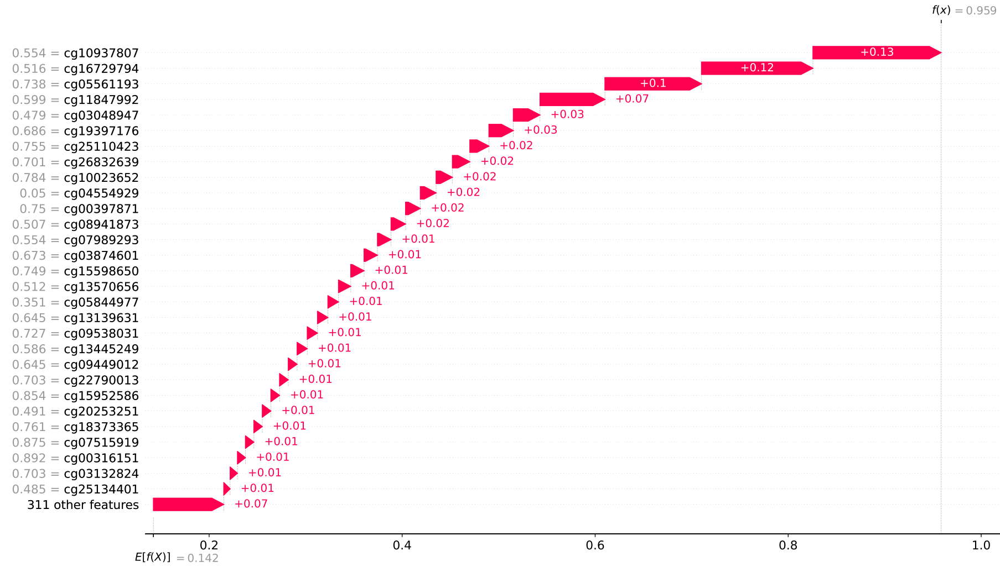 f(x) = 0.959
0.554 = cg10937807 +0.13
0.516 = cg16729794 +0.12
0.738 = cg05561193 +0.1
0.599 = cg11847992 +0.07
0.479 = cg03048947 +0.03
0.686 = cg19397176 +0.03
0.755 = cg25110423 +0.02
0.701 = cg26832639 +0.02
0.784 = cg10023652 +0.02
0.05 = cg04554929 +0.02
0.75 = cg00397871 +0.02
0.507 = cg08941873 +0.02
0.554 = cg07989293 +0.01
0.673 = cg03874601 +0.01
0.749 = cg15598650 +0.01
0.512 = cg13570656 +0.01
0.351 = cg05844977 +0.01
0.645 = cg13139631 +0.01
0.727 = cg09538031 +0.01
0.586 = cg13445249 +0.01
0.645 = cg09449012 +0.01
0.703 = cg22790013 +0.01
0.854 = cg15952586 +0.01
0.491 = cg20253251 +0.01
0.761 = cg18373365 +0.01
0.875 = cg07515919 +0.01
0.892 = cg00316151 +0.01
0.703 = cg03132824 +0.01
0.485 = cg25134401 +0.01
311 other features +0.07
0.2 0.4 0.6 0.8 1.0
E[f(X)] = 0.142